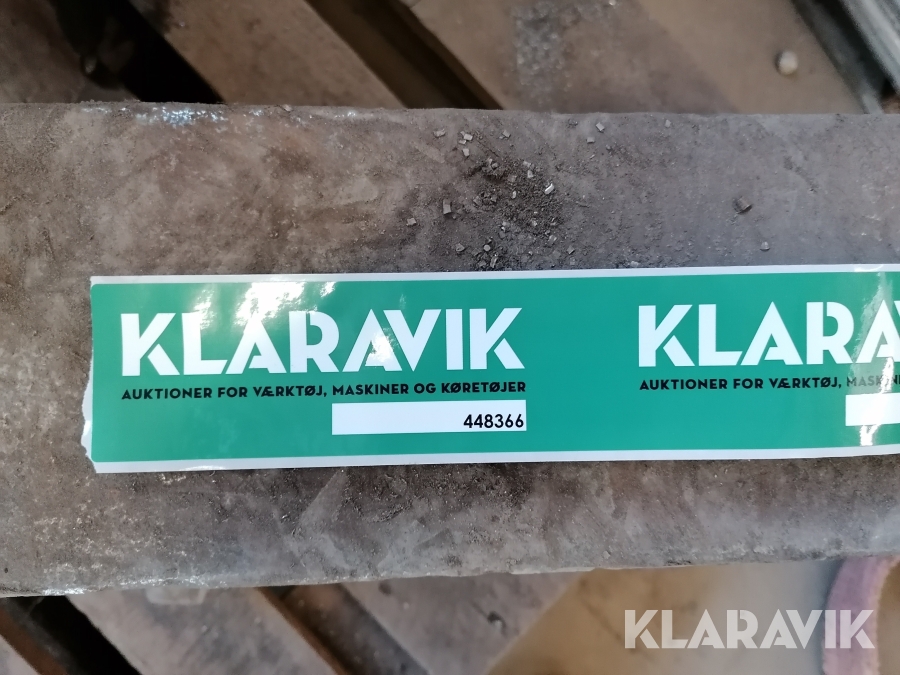 KLARAVIK
AUKTIONER FOR VÆRKTØJ, MASKINER OG KØRETØJER
448366
KLARA
AUKTIONER FOR VÆRKTØJ,
KLARAVIK